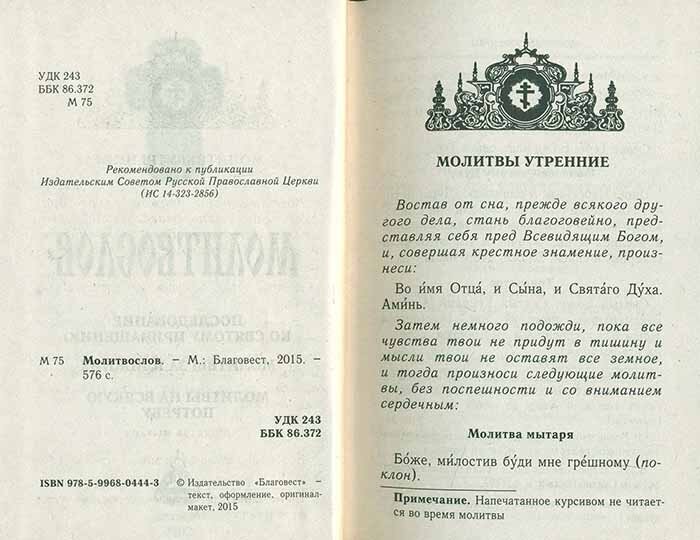 УДК 243
ББК 86.372
М 75
Рекомендовано к публикации
Издательским Советом Русской Православной Церкви
(ИС 14-323-2856)
М 75 Молитвослов. – М.: Благовест, 2015. –
576 с.
УДК 243
ББК 86.372
ISBN 978-5-9968-0444-3
© Издательство «Благовест» –
текст, оформление, оригинал-
макет, 2015
МОЛИТВЫ УТРЕННИЕ
Востав от сна, прежде всякого дру-
гого дела, стань благоговейно, пред-
ставляя себя пред Всевидящим Богом,
и, совершая крестное знамение, произ-
неси:
Во и́мя Отца́, и Сы́на, и Свята́го Ду́ха.
Ами́нь.
Затем немного подожди, пока все
чувства твои не придут в тишину и
мысли твои не оставят все земное,
и тогда произноси следующие молит-
вы, без поспешности и со вниманием
сердечным:
Молитва мытаря
Бо́же, милостив бу́ди мне гре́шному (по-
клон).
Примечание. Напечатанное курсивом не читает-
ся во время молитвы